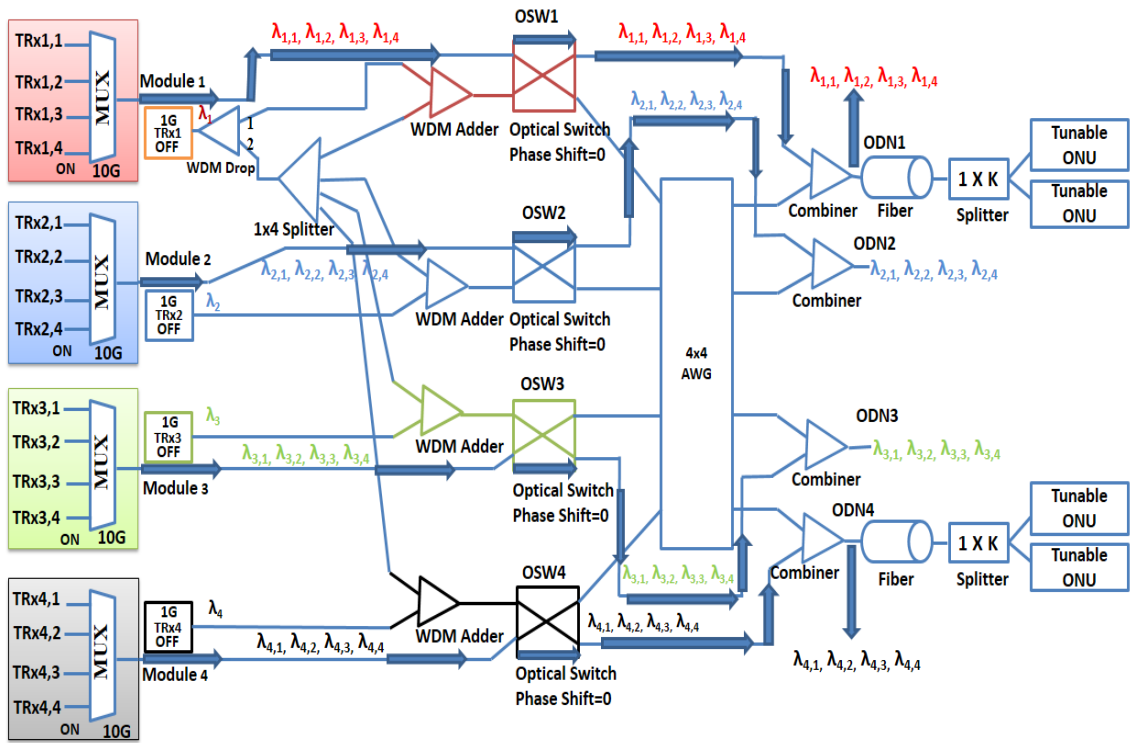 TRx1,1
TRx1,2
TRx1,3
TRx1,4
MUX
ON
10G
Module 1
1G
TRx1
OFF
λ1
1
2
WDM Drop
λ1,1, λ1,2, λ1,3, λ1,4
WDM Adder
OSW1
Optical Switch
Phase Shift=0
λ1,1, λ1,2, λ1,3, λ1,4
λ1,1, λ1,2, λ1,3, λ1,4
ODN1
Combiner
Fiber
1 X K
Splitter
Tunable
ONU
Tunable
ONU
TRx2,1
TRx2,2
TRx2,3
TRx2,4
MUX
ON
10G
Module 2
1G
TRx2
OFF
λ2
1x4 Splitter
λ2,1, λ2,2, λ2,3, λ2,4
WDM Adder
OSW2
Optical Switch
Phase Shift=0
λ2,1, λ2,2, λ2,3, λ2,4
4x4
AWG
ODN2
λ2,1, λ2,2, λ2,3, λ2,4
Combiner
TRx3,1
TRx3,2
TRx3,3
TRx3,4
MUX
ON
10G
1G
TRx3
OFF
λ3
Module 3
λ3,1, λ3,2, λ3,3, λ3,4
WDM Adder
OSW3
Optical Switch
Phase Shift=0
λ3,1, λ3,2, λ3,3, λ3,4
ODN3
λ3,1, λ3,2, λ3,3, λ3,4
Combiner
TRx4,1
TRx4,2
TRx4,3
TRx4,4
MUX
ON
10G
1G
TRx4
OFF
λ4
Module 4
λ4,1, λ4,2, λ4,3, λ4,4
WDM Adder
OSW4
Optical Switch
Phase Shift=0
λ4,1, λ4,2, λ4,3, λ4,4
ODN4
Combiner
Fiber
1 X K
Splitter
Tunable
ONU
Tunable
ONU
λ4,1, λ4,2, λ4,3, λ4,4